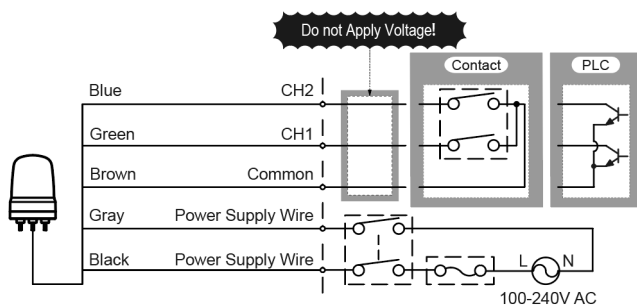 Do not Apply Voltage!
Contact
PLC
Blue CH2
Green CH1
Brown Common
Gray Power Supply Wire
Black Power Supply Wire
L N
100-240V AC